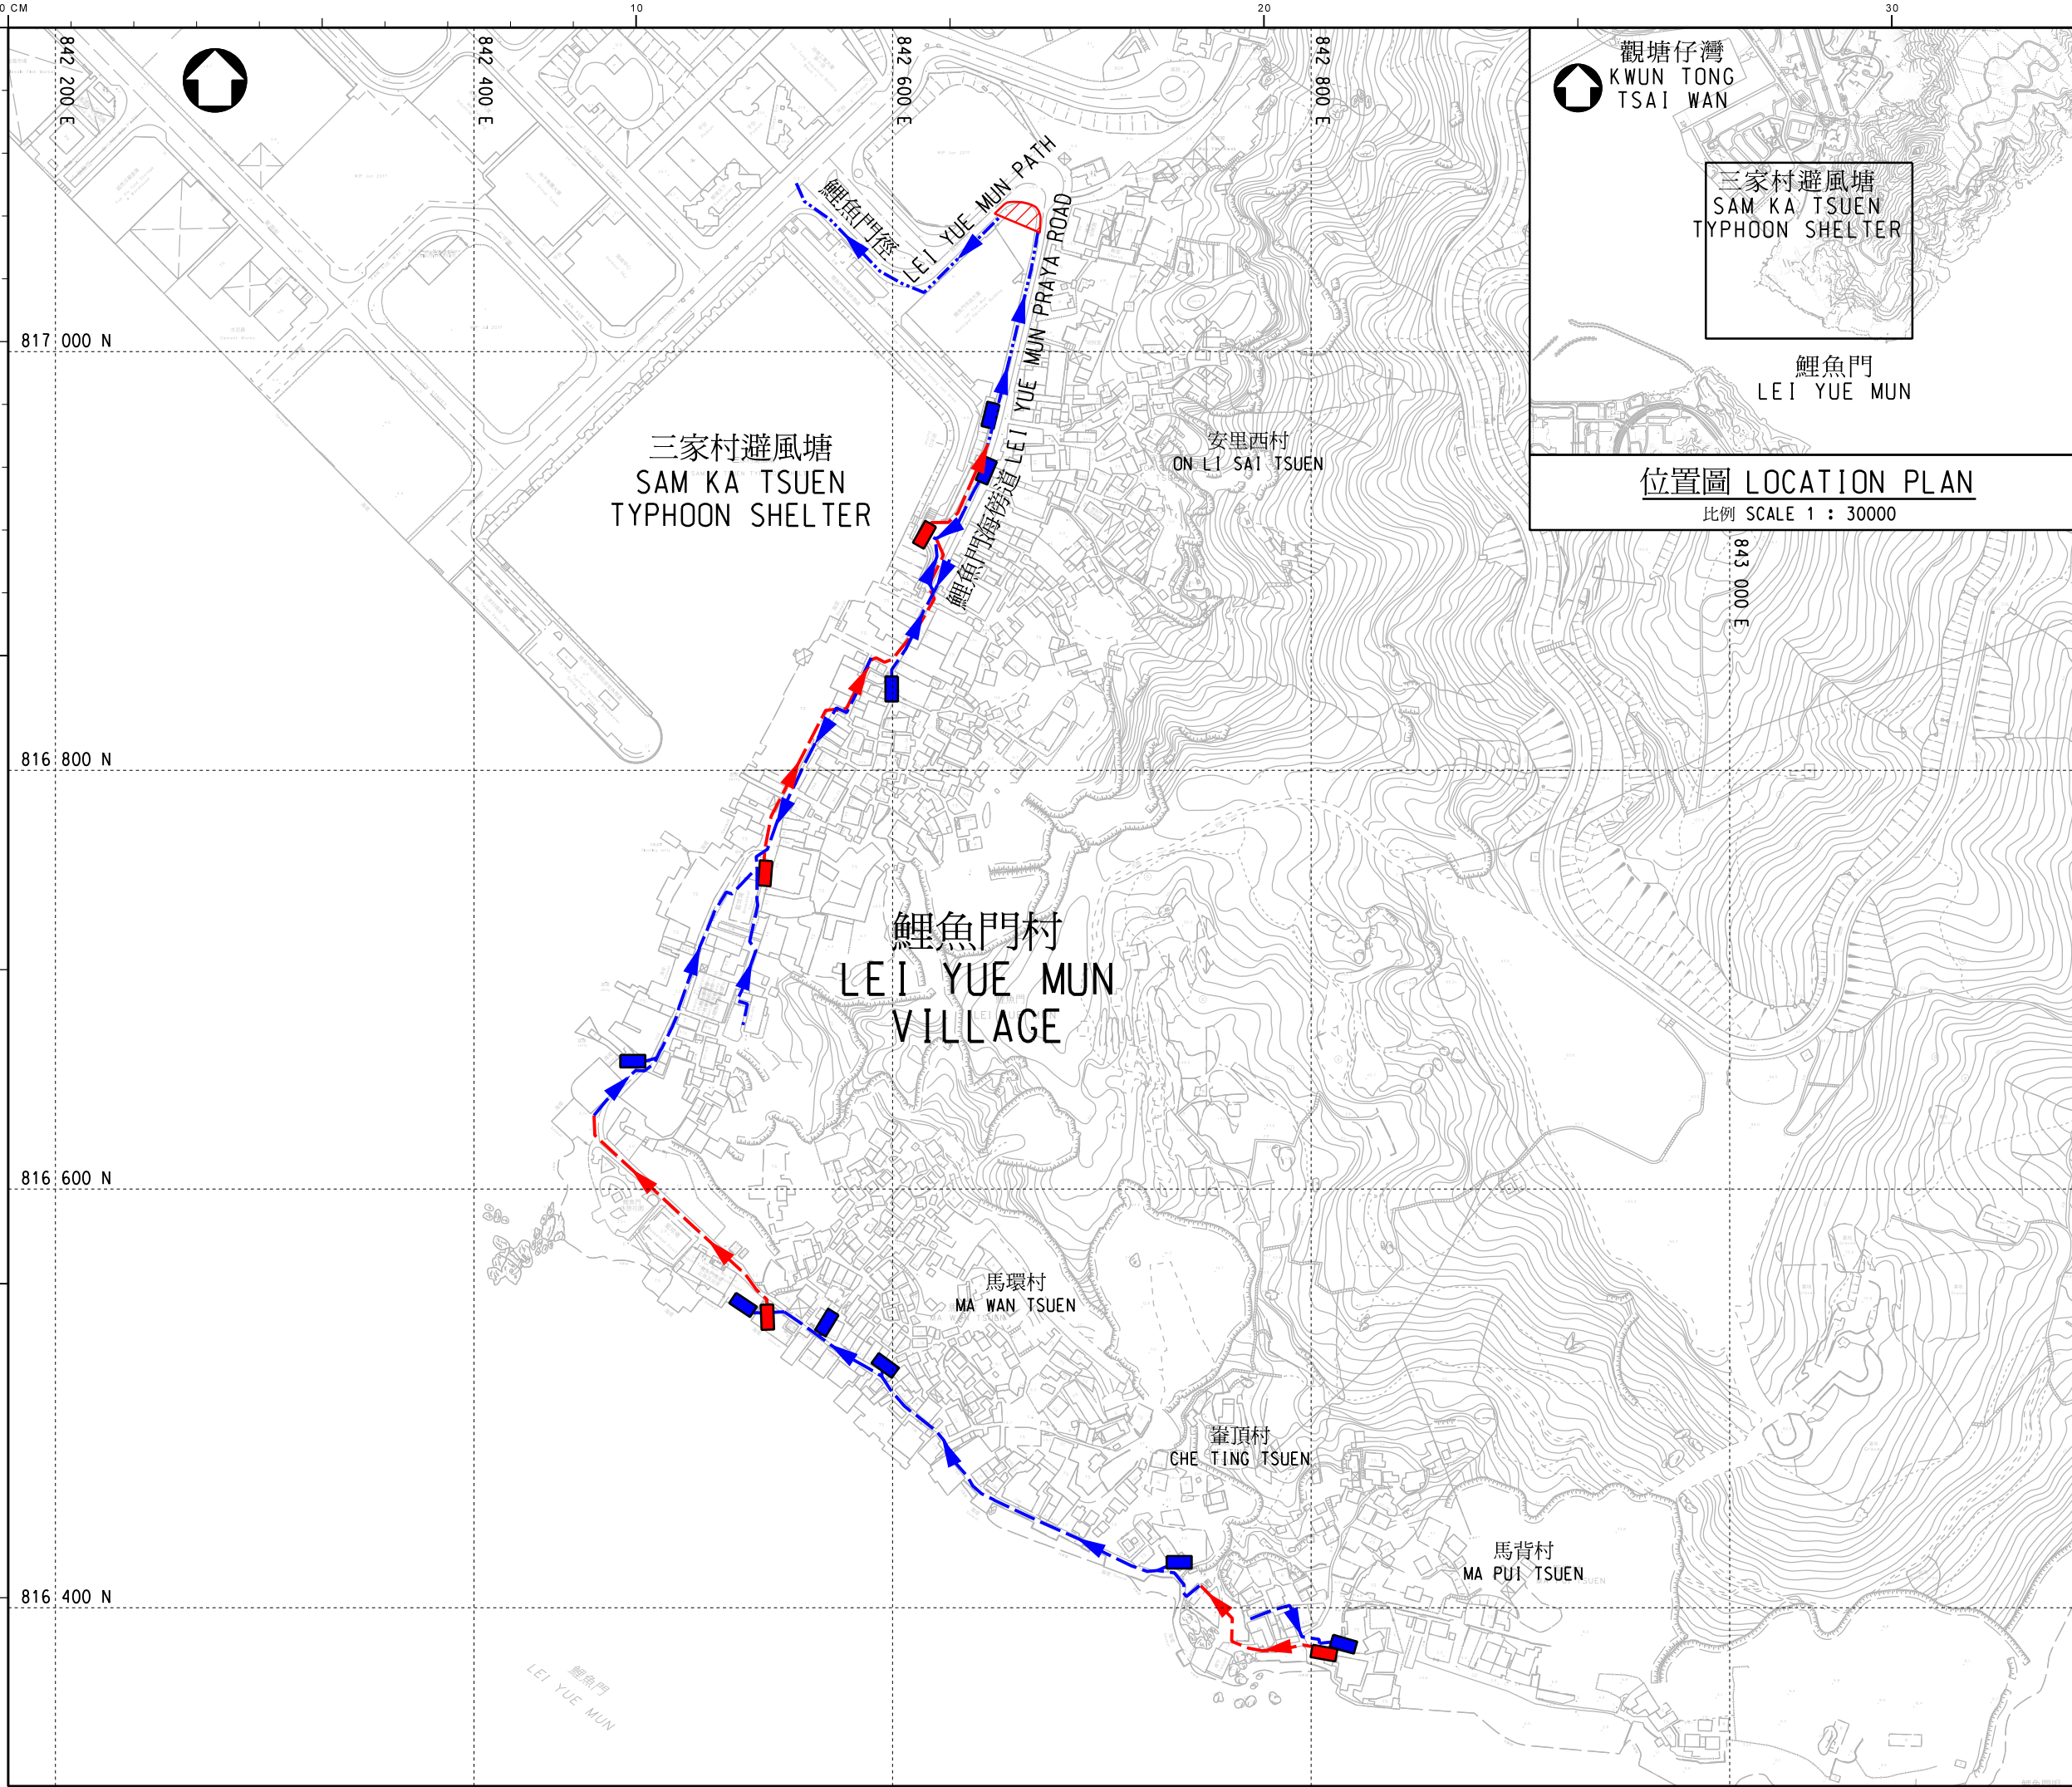 0 CM
10
20
30
842 200 E
842 400 E
842 600 E
842 800 E
843 000 E
817 000 N
816 800 N
816 600 N
816 400 N
觀塘仔灣
KWUN TONG
TSAI WAN
三家村避風塘
SAM KA TSUEN
TYPHOON SHELTER
鯉魚門
LEI YUE MUN
位置圖 LOCATION PLAN
比例 SCALE 1 : 30000
鯉魚門徑
LEI YUE MUN PATH
鯉魚門海傍道 LEI YUE MUN PRAYA ROAD
三家村避風塘
SAM KA TSUEN
TYPHOON SHELTER
安里西村
ON LI SAI TSUEN
鯉魚門村
LEI YUE MUN
VILLAGE
馬環村
MA WAN TSUEN
輋頂村
CHE TING TSUEN
馬背村
MA PUI TSUEN
鯉魚門
LEI YUE MUN